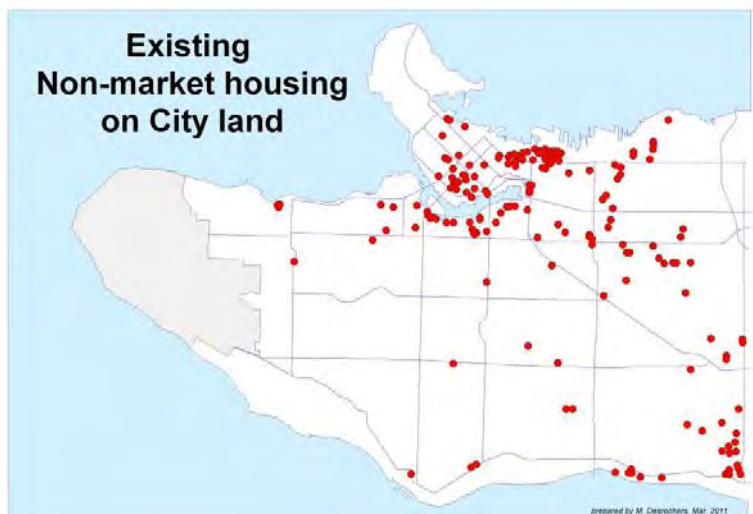 Existing
Non-market housing
on City land
prepared by M. Desrochers, Mar, 2011